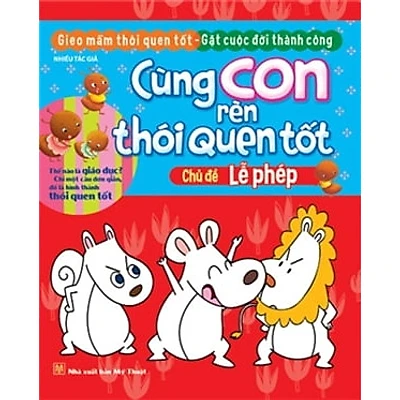 Gieo mầm thói quen tốt - Gặt cuộc đời thành công
NHIỀU TÁC GIẢ
Cùng con
rèn
thói quen tốt
Chủ đề Lễ phép
Thế nào là giáo dục?
Chỉ một câu đơn giản,
đó là hình thành
thói quen tốt
Nhà xuất bản Mỹ Thuật